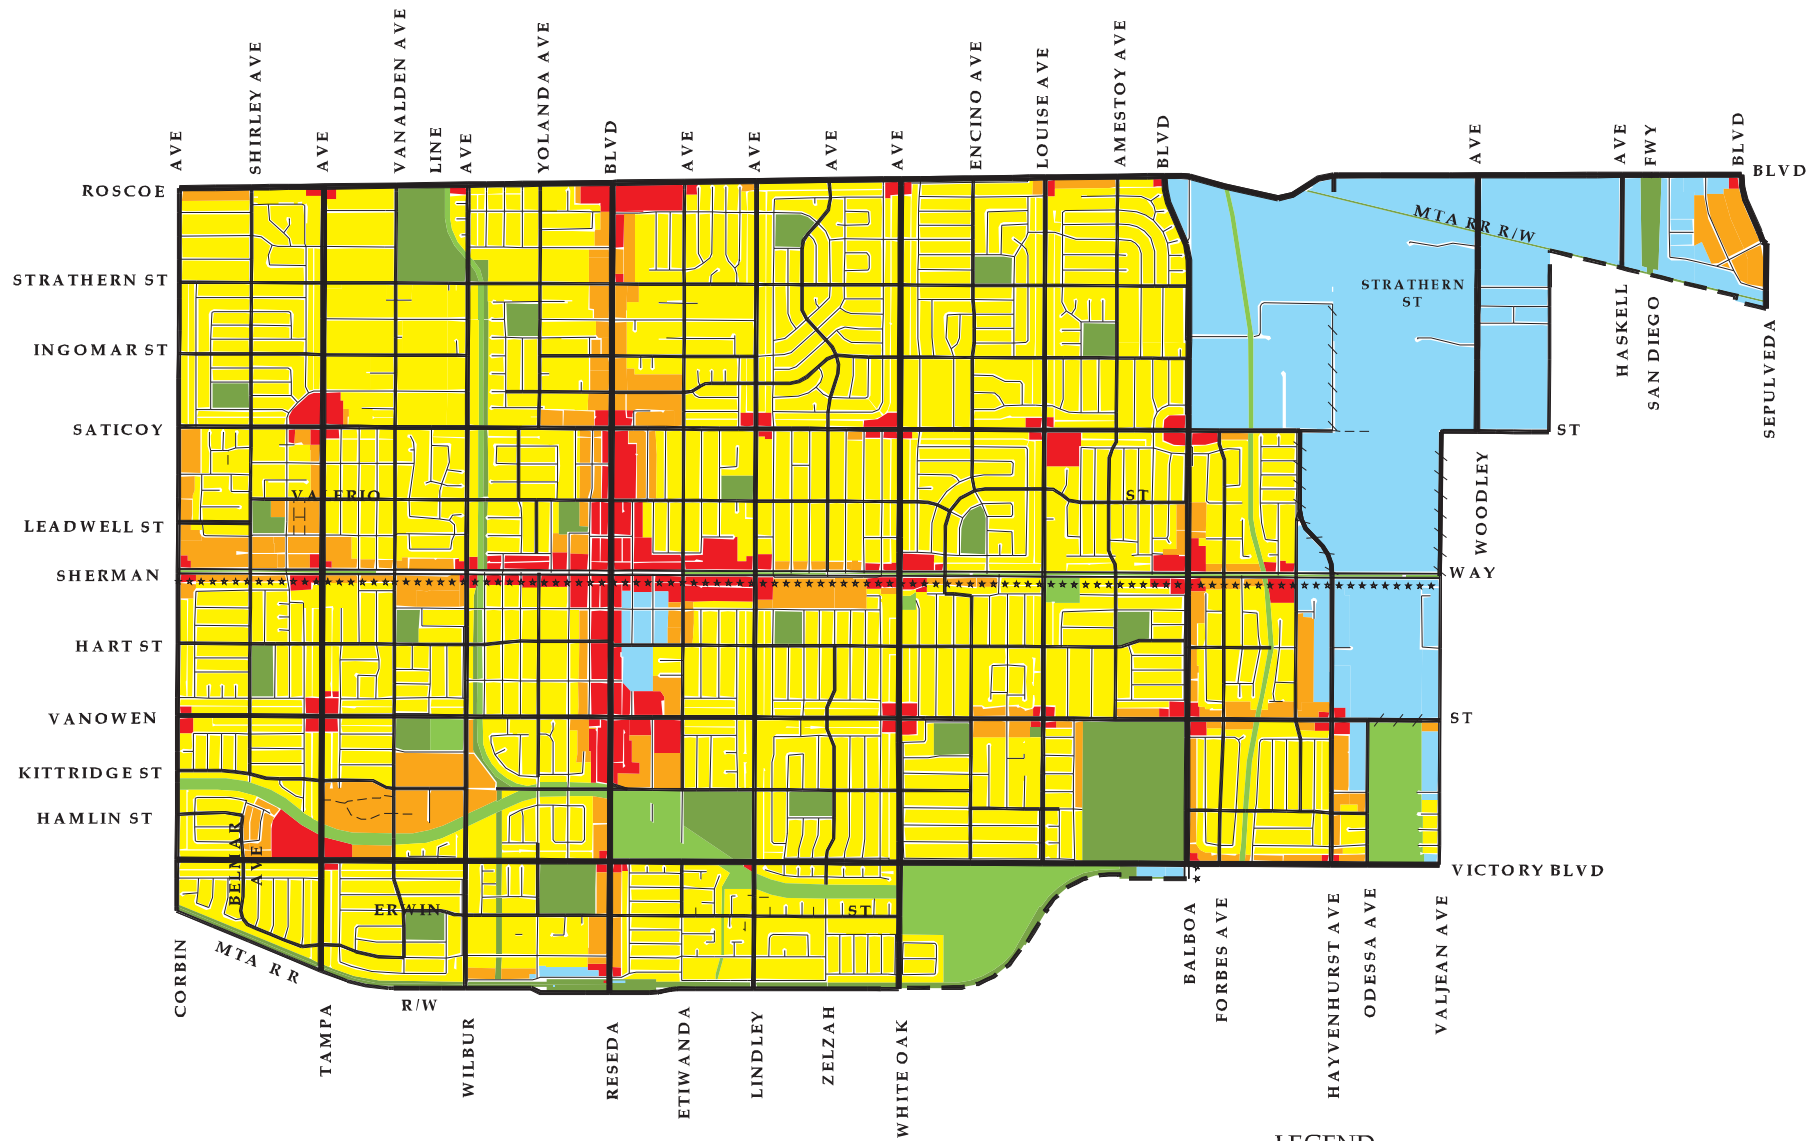 AVE
SHIRLEY AVE
AVE
VANALDEN AVE
LINE
AVE
YOLANDA AVE
BLVD
AVE
AVE
AVE
AVE
ENCINO AVE
LOUISE AVE
AMESTOY AVE
BLVD
AVE
AVE
FWY
BLVD
BLVD
ROSCOE
MTA RR R/W
STRATHERN ST
STRATHERN
ST
INGOMAR ST
HASKELL
SAN DIEGO
SEPULVEDA
SATICOY
ST
VALERIO
ST
LEADWELL ST
WOODLEY
SHERMAN
WAY
HART ST
VANOWEN
ST
KITTRIDGE ST
HAMLIN ST
BELMAR
AVE
VICTORY BLVD
ERWIN
ST
MTA RR
R/W
CORBIN
TAMPA
WILBUR
RESEDA
ETIWANDA
LINDLEY
ZELZAH
WHITE OAK
BALBOA
FORBES AVE
HAYVENHURST AVE
ODESSA AVE
VALJEAN AVE
LEGEND